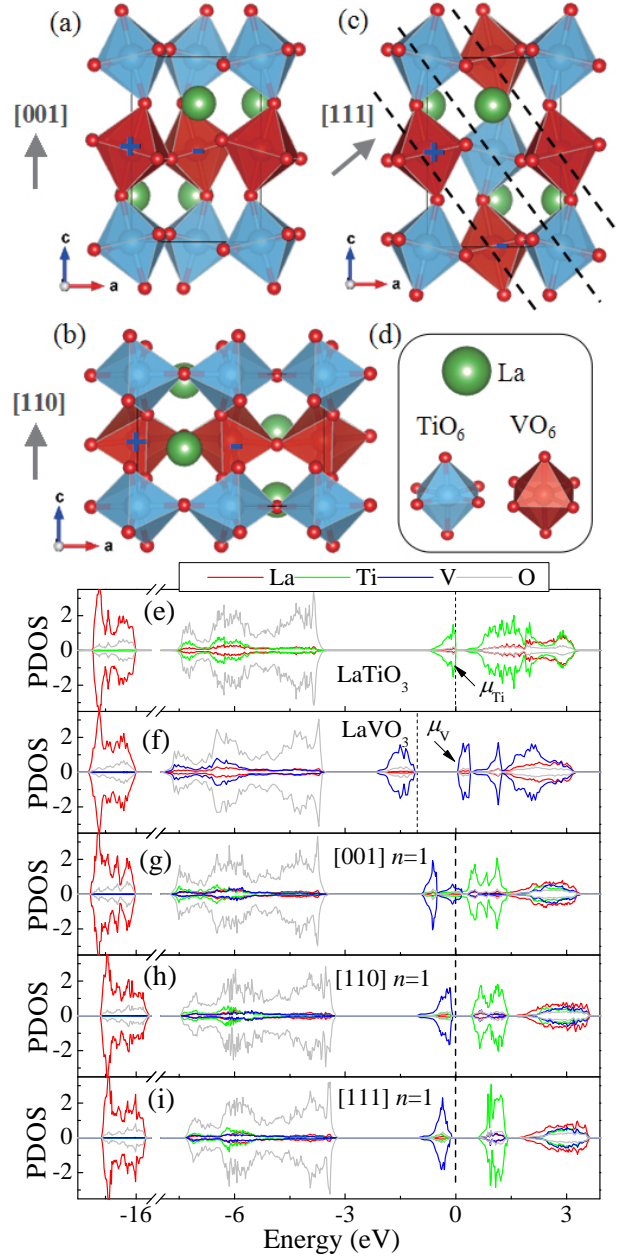 (a)
(c)
[001]
[111]
+
-
+
-
c
a
c
a
(b)
(d)
[110]
+
-
La
TiO6
VO6
c
a
La Ti V O
PDOS
2
0
-2
(e)
LaTiO3
μTi
PDOS
2
0
-2
(f)
LaVO3
μV
PDOS
2
0
-2
(g)
[001] n=1
PDOS
2
0
-2
(h)
[110] n=1
PDOS
2
0
-2
(i)
[111] n=1
-16 -6 -3 0 3
Energy (eV)